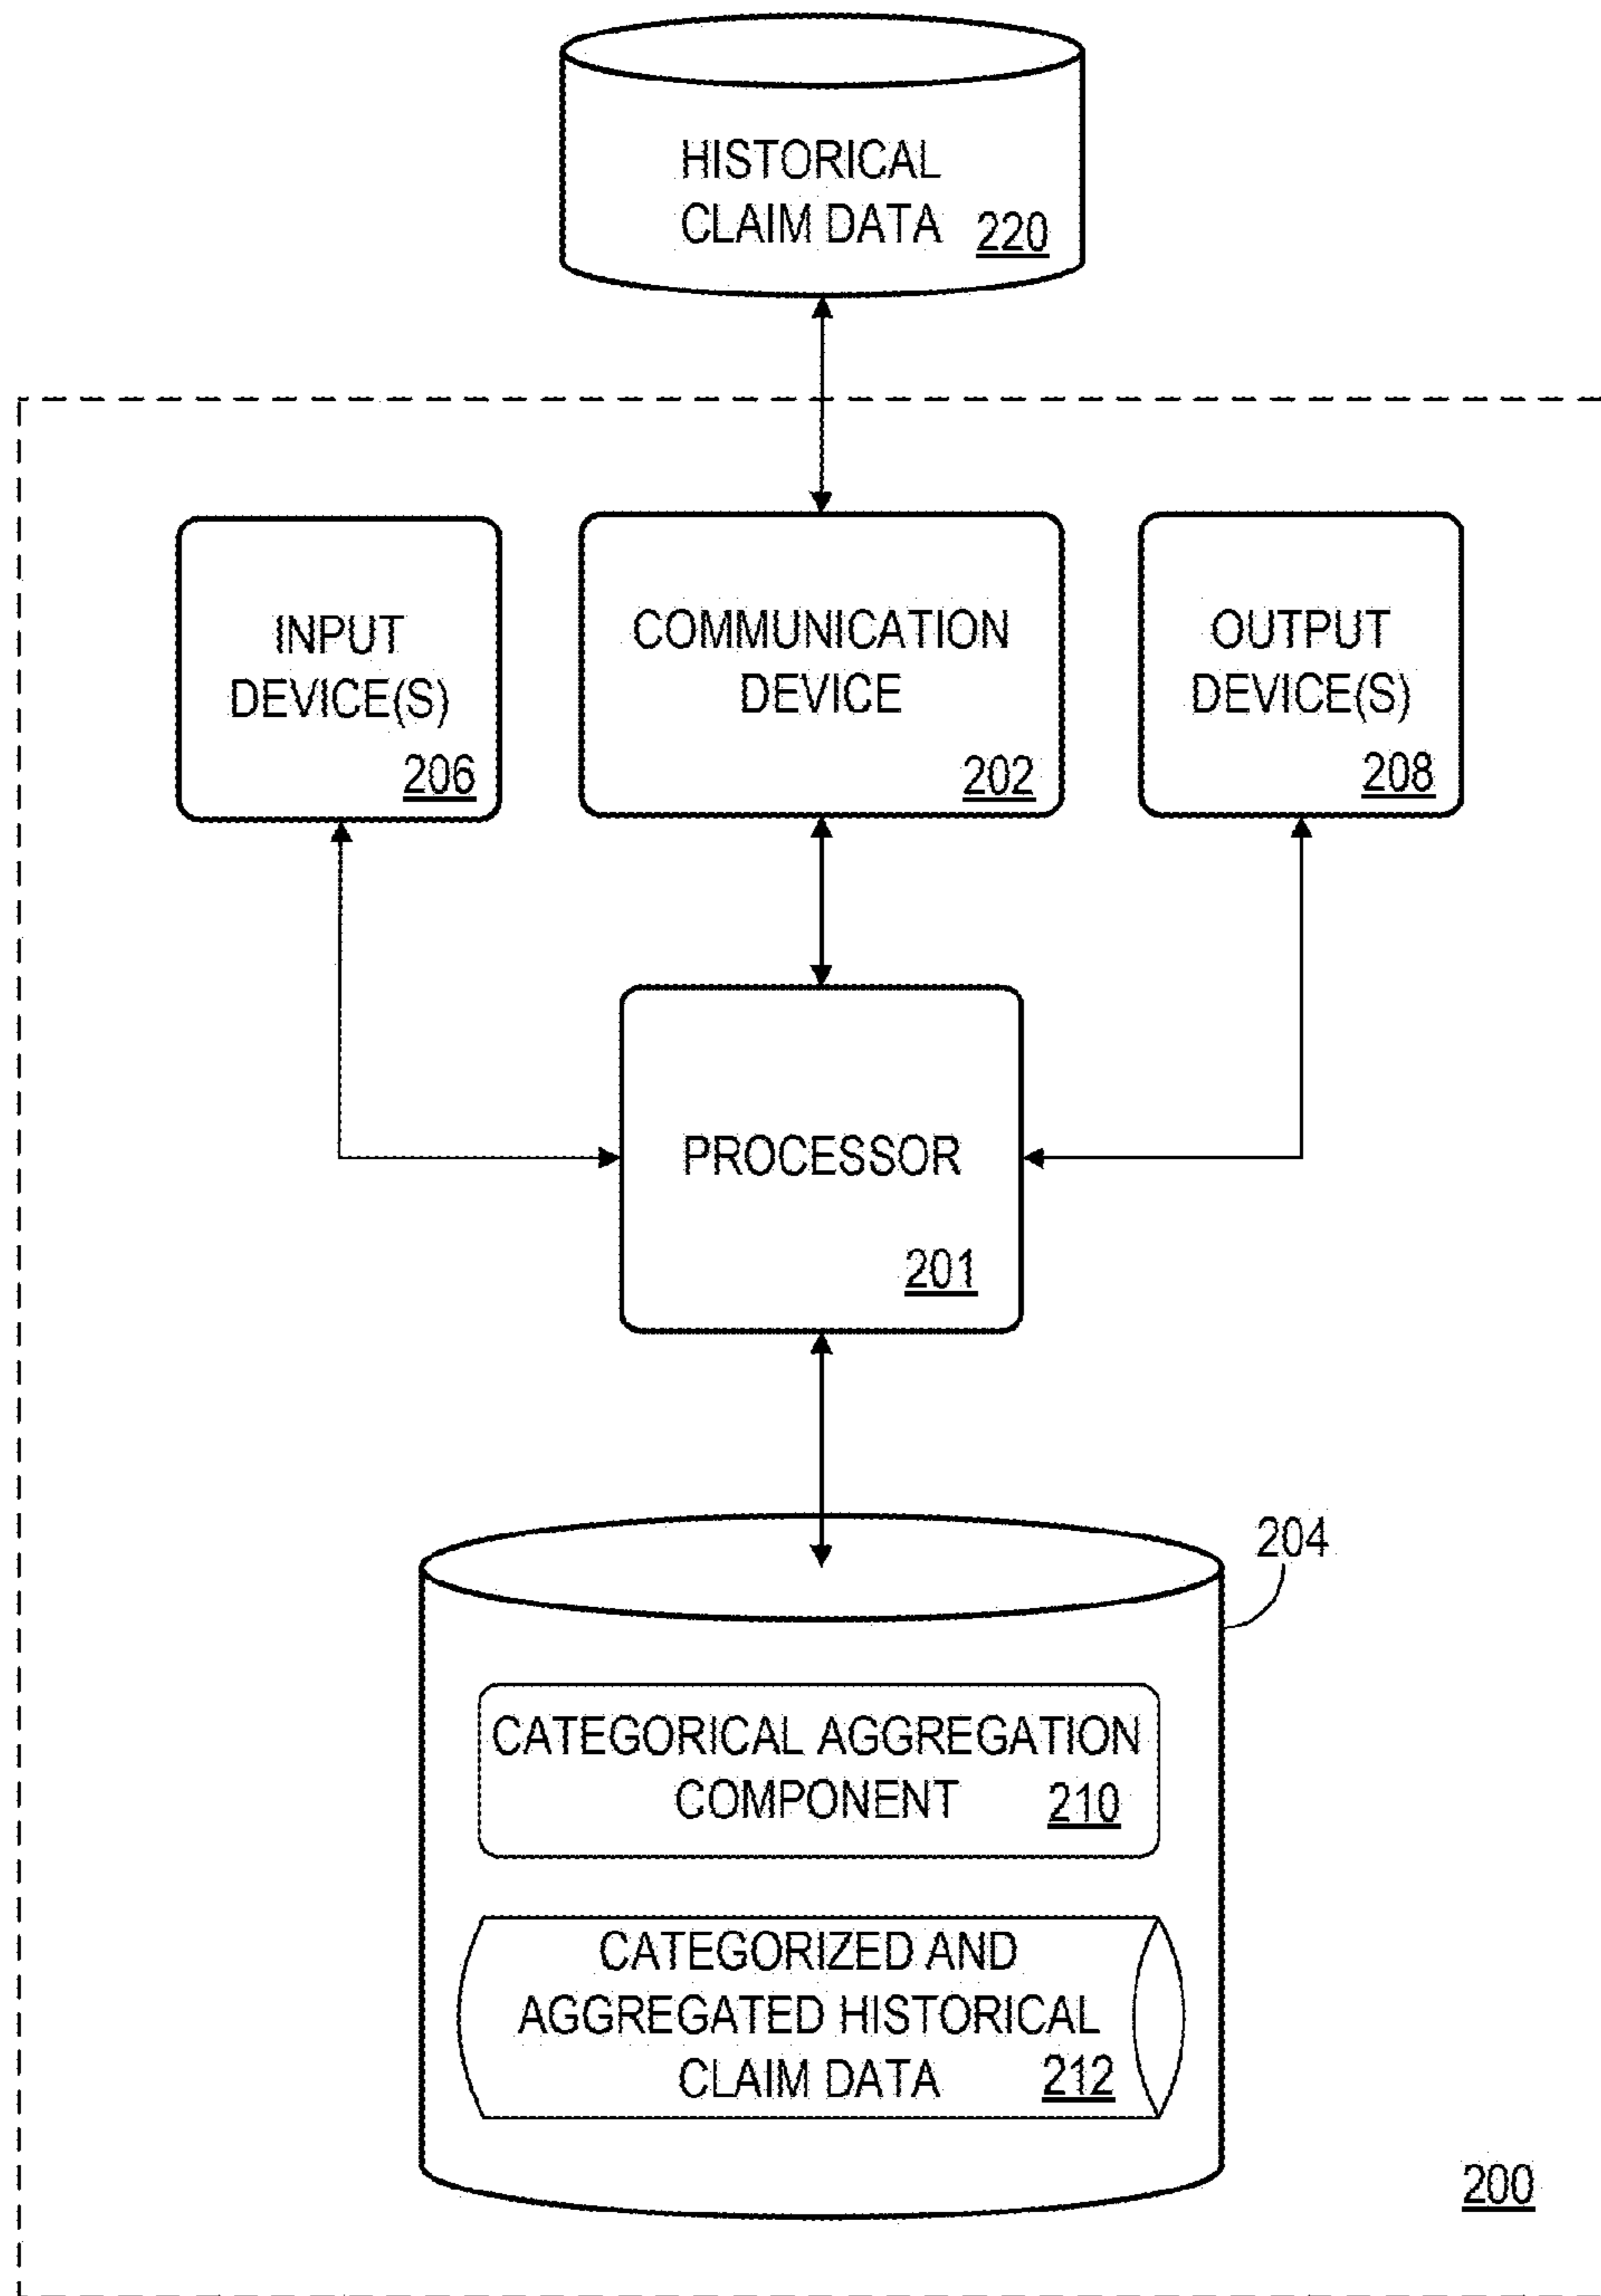 HISTORICAL
CLAIM DATA 220
INPUT
DEVICE(S)
206
COMMUNICATION
DEVICE
202
OUTPUT
DEVICE(S)
208
PROCESSOR
201
204
CATEGORICAL AGGREGATION
COMPONENT 210
CATEGORIZED AND
AGGREGATED HISTORICAL
CLAIM DATA 212
200